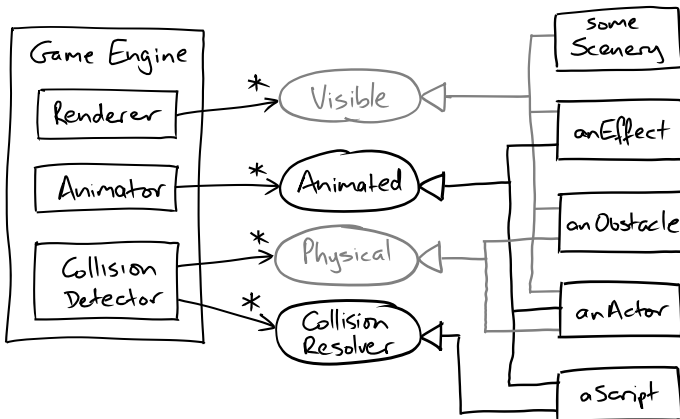 Game Engine
Renderer
Animator
Collision
Detector
*
Visible
*
Animated
*
Physical
*
Collision
Resolver
some
Scenery
anEffect
anObstacle
anActor
aScript